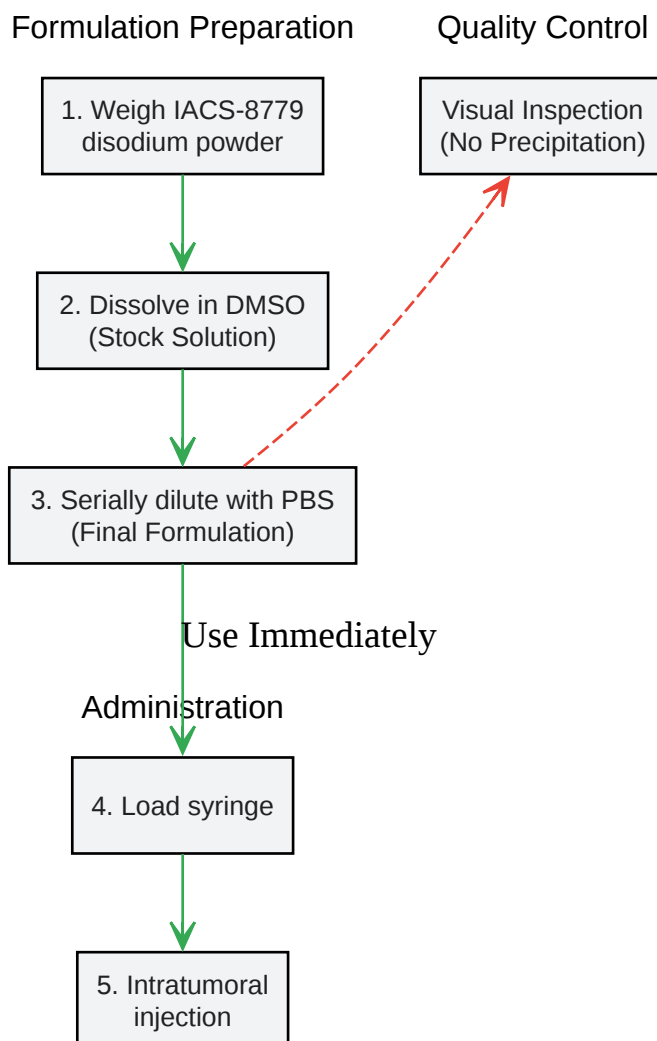 Formulation Preparation
Quality Control
1. Weigh IACS-8779
disodium powder
Visual Inspection
(No Precipitation)
2. Dissolve in DMSO
(Stock Solution)
3. Serially dilute with PBS
(Final Formulation)
Use Immediately
Administration
4. Load syringe
5. Intratumoral
injection